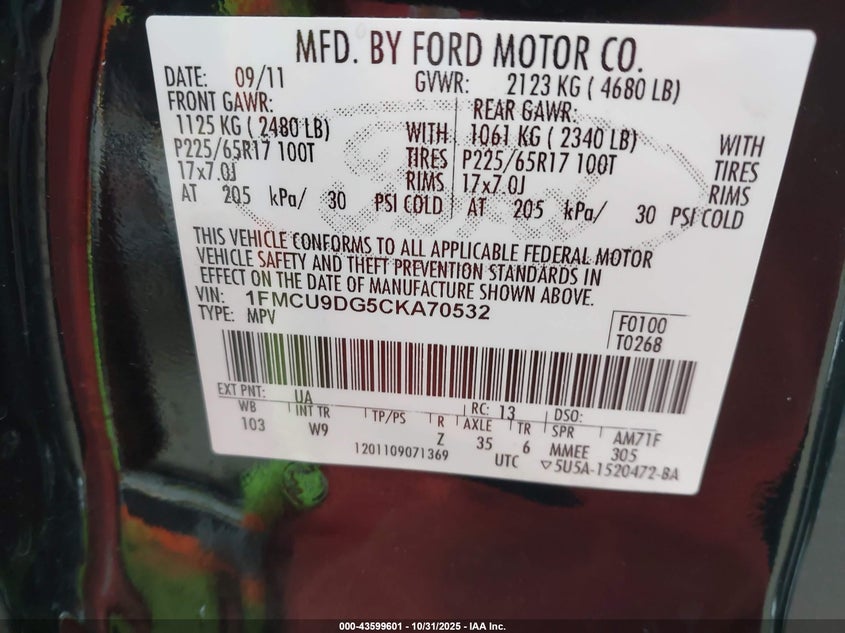 MFD. BY FORD MOTOR CO.
DATE: 09/11 GVWR: 2123 KG ( 4680 LB)
FRONT GAWR: REAR GAWR:
1125 KG ( 2480 LB) WITH 1061 KG ( 2340 LB) WITH
P225/65R17 100T TIRES P225/65R17 100T TIRES
17x7.0J RIMS 17x7.0J RIMS
AT 205 kPa/ 30 PSI COLD AT 205 kPa/ 30 PSI COLD
THIS VEHICLE CONFORMS TO ALL APPLICABLE FEDERAL MOTOR
VEHICLE SAFETY AND THEFT PREVENTION STANDARDS IN
EFFECT ON THE DATE OF MANUFACTURE SHOWN ABOVE.
VIN: 1FMCU9DG5CKA70532
TYPE: MPV
F0100
T0268
EXT PNT: UA RC: 13 DSO:
WB INT TR TP/PS R AXLE TR SPR AM71F
103 W9 Z 35 6 MMEE 305
1201109071369 UTC ▽5U5A-1520472-BA
000-43599601 - 10/31/2025 - IAA Inc.